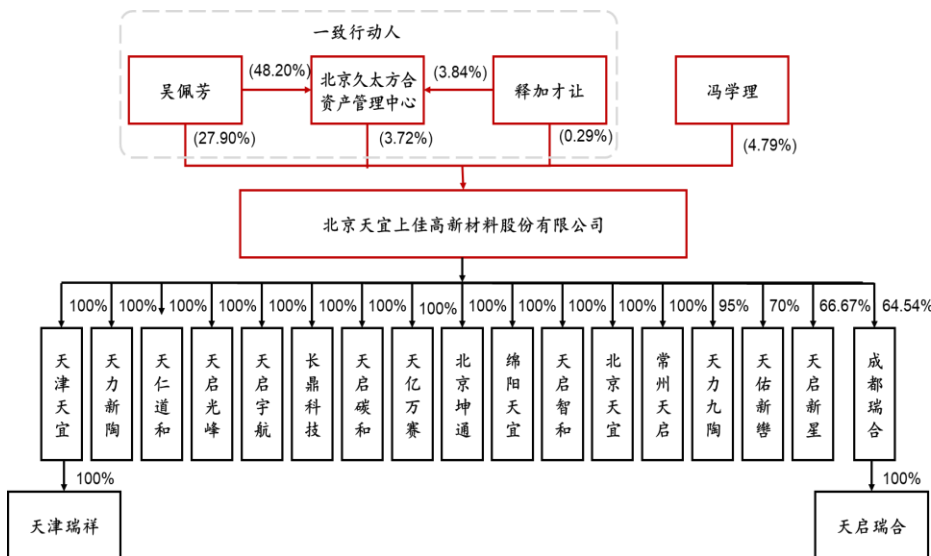 一致行动人
吴佩芳
(48.20%)
北京久太方合
资产管理中心
(3.84%)
释加才让
冯学理
(27.90%)
(3.72%)
(0.29%)
(4.79%)
北京天宜上佳高新材料股份有限公司
100%
100%
100%
100%
100%
100%
100%
100%
100%
100%
100%
100%
100%
95%
70%
66.67%
64.54%
天津天宜
天力新陶
天仁道和
天启光峰
天启宇航
长鼎科技
天启碳和
天亿万赛
北京坤通
绵阳天宜
天启智和
北京天宜
常州天启
天力九陶
天佑新辔
天启新星
成都瑞合
100%
100%
天津瑞祥
天启瑞合